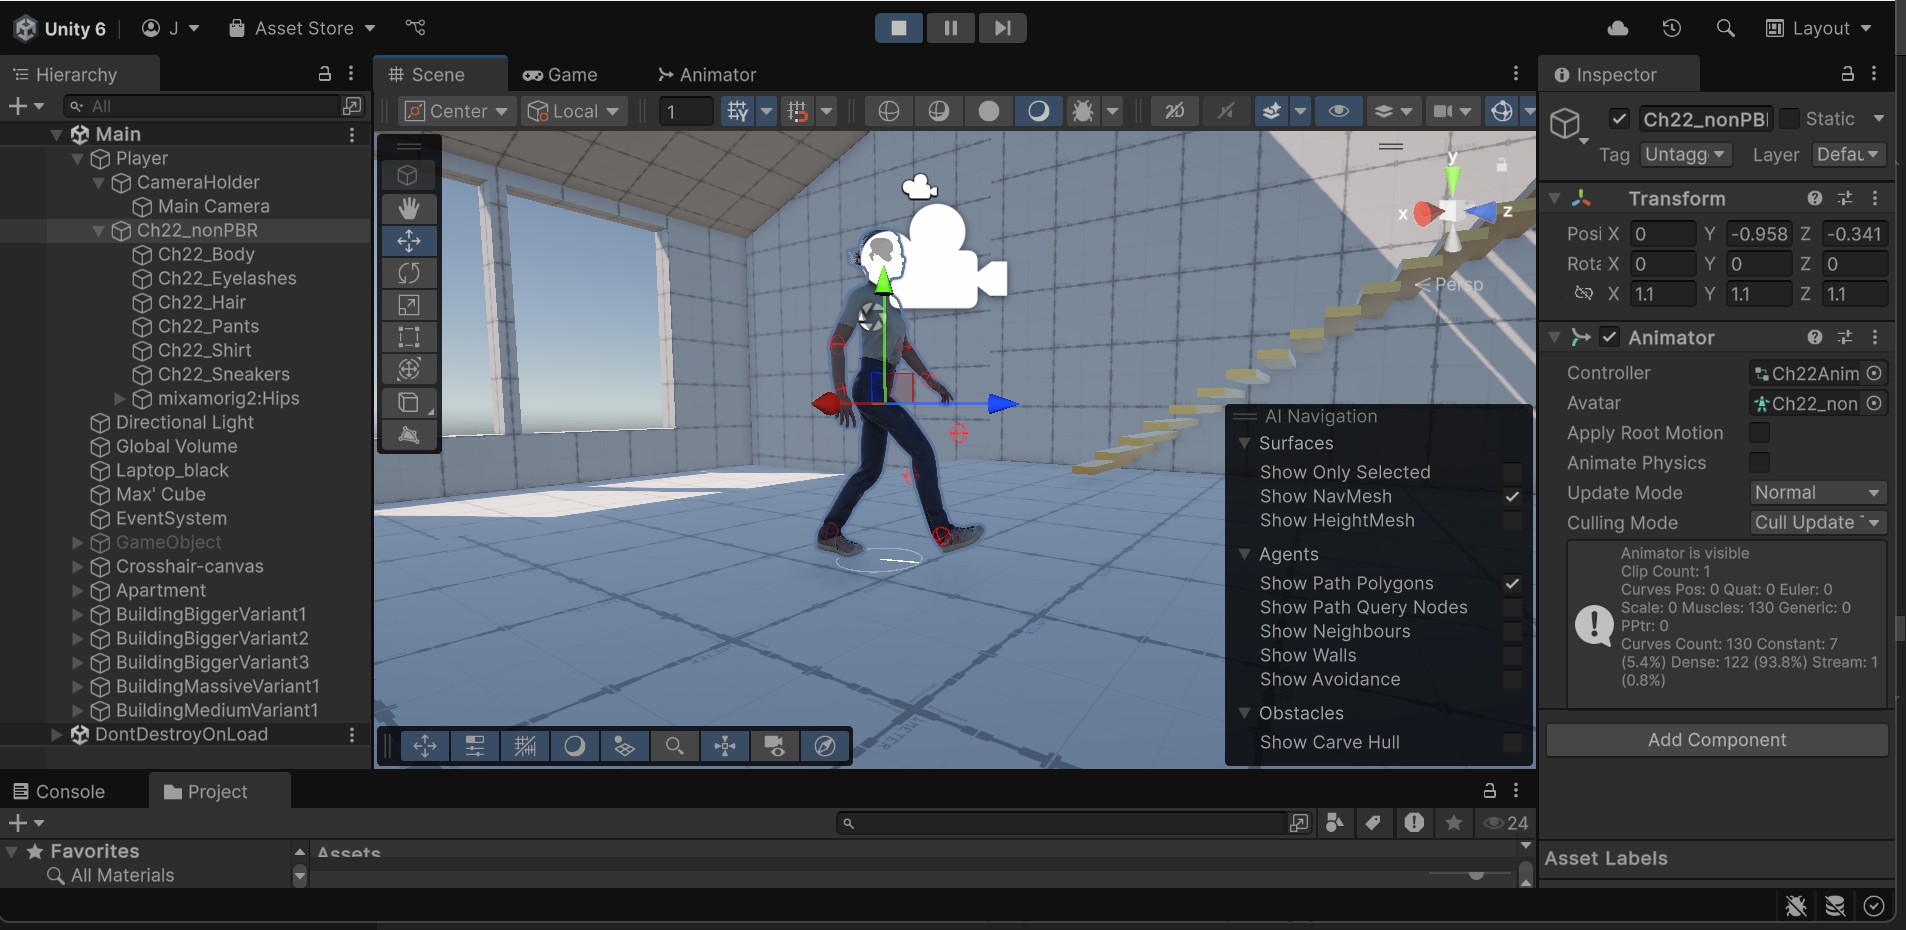 Unity 6
J
Asset Store
Layout
Hierarchy
All
Main
Player
CameraHolder
Main Camera
Ch22_nonPBR
Ch22_Body
Ch22_Eyelashes
Ch22_Hair
Ch22_Pants
Ch22_Shirt
Ch22_Sneakers
mixamorig2:Hips
Directional Light
Global Volume
Laptop_black
Max' Cube
EventSystem
GameObject
Crosshair-canvas
Apartment
BuildingBiggerVariant1
BuildingBiggerVariant2
BuildingBiggerVariant3
BuildingMassiveVariant1
BuildingMediumVariant1
DontDestroyOnLoad
Scene
Game
Animator
Center
Local
1
2D
y
x
z
Persp
METER
AI Navigation
Surfaces
Show Only Selected
Show NavMesh
Show HeightMesh
Agents
Show Path Polygons
Show Path Query Nodes
Show Neighbours
Show Walls
Show Avoidance
Obstacles
Show Carve Hull
Inspector
Ch22_nonPB
Static
Tag Untagg Layer Defau
Transform
Posi X 0 Y -0.958 Z -0.341
Rota X 0 Y 0 Z 0
X 1.1 Y 1.1 Z 1.1
Animator
Controller Ch22Anim
Avatar Ch22_non
Apply Root Motion
Animate Physics
Update Mode Normal
Culling Mode Cull Update
Animator is visible
Clip Count: 1
Curves Pos: 0 Quat: 0 Euler: 0
Scale: 0 Muscles: 130 Generic: 0
PPtr: 0
Curves Count: 130 Constant: 7
(5.4%) Dense: 122 (93.8%) Stream: 1
(0.8%)
Add Component
Asset Labels
Console
Project
24
Favorites
All Materials
Assets